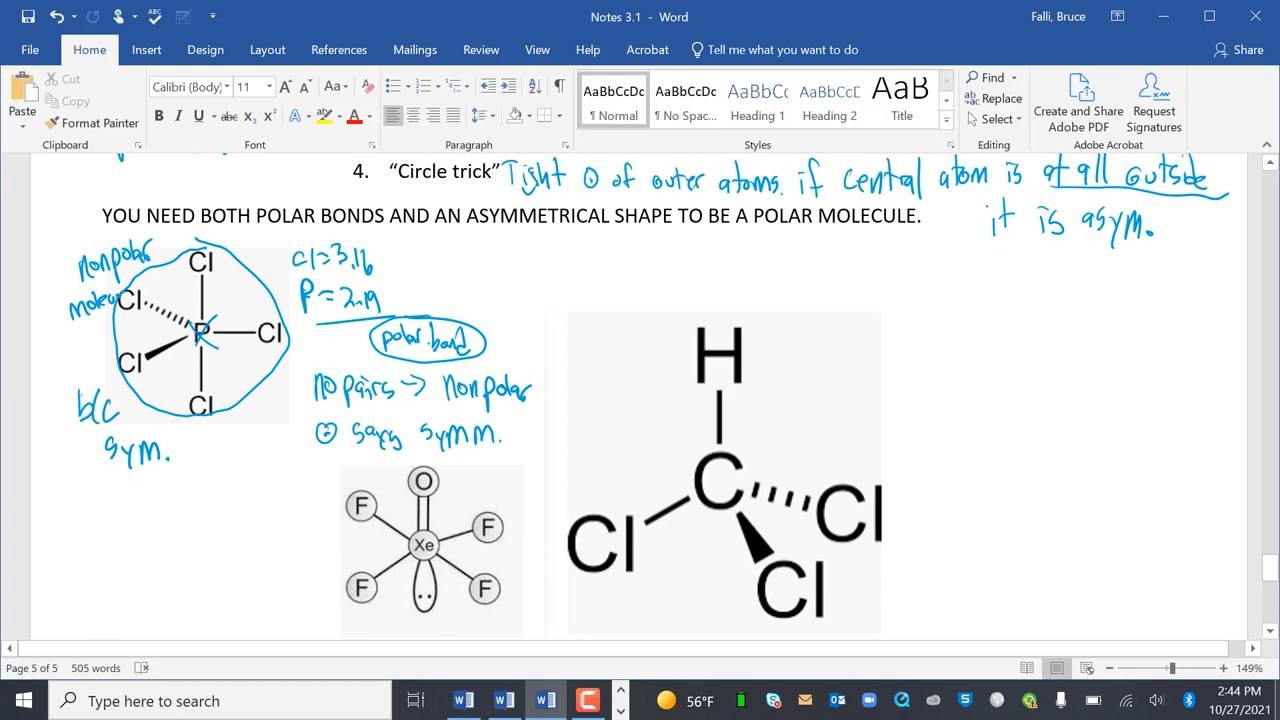 Notes 3.1 - Word
Falli, Bruce
File Home Insert Design Layout References Mailings Review View Help Acrobat Tell me what you want to do Share
Cut
Copy
Paste
Format Painter
Clipboard
Calibri (Body) 11 Aa
B I U abc x2 x2 A A
Font
Paragraph
AaBbCcDc AaBbCcDc AaBbCc AaBbCcD AaB
¶ Normal ¶ No Spac... Heading 1 Heading 2 Title
Styles
Find
Replace
Select
Editing
Create and Share Adobe PDF
Request Signatures
Adobe Acrobat
4. “Circle trick” Tight ⊙ of outer atoms. if central atom is at all outside
it is asym.
YOU NEED BOTH POLAR BONDS AND AN ASYMMETRICAL SHAPE TO BE A POLAR MOLECULE.
nonpolar
b/c
sym.
Cl
Cl
P
Cl
Cl
Cl
Cl = 3.16
P = 2.19
polar bond
no pairs → nonpolar
says symm.
O
F
F
Xe
F
F
H
C
Cl
Cl
Cl
Page 5 of 5 505 words 149%
Type here to search
56°F
2:44 PM
10/27/2021